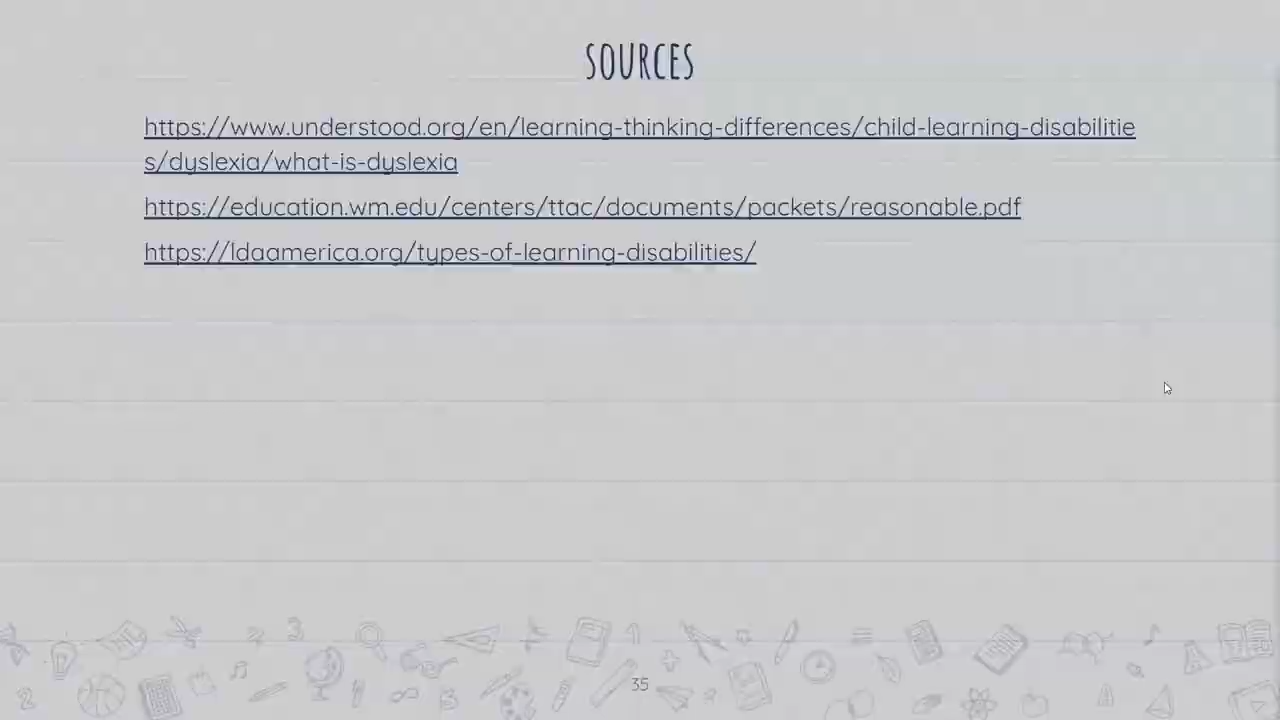 SOURCES
https://www.understood.org/en/learning-thinking-differences/child-learning-disabilitie
s/dyslexia/what-is-dyslexia
https://education.wm.edu/centers/ttac/documents/packets/reasonable.pdf
https://ldaamerica.org/types-of-learning-disabilities/
35